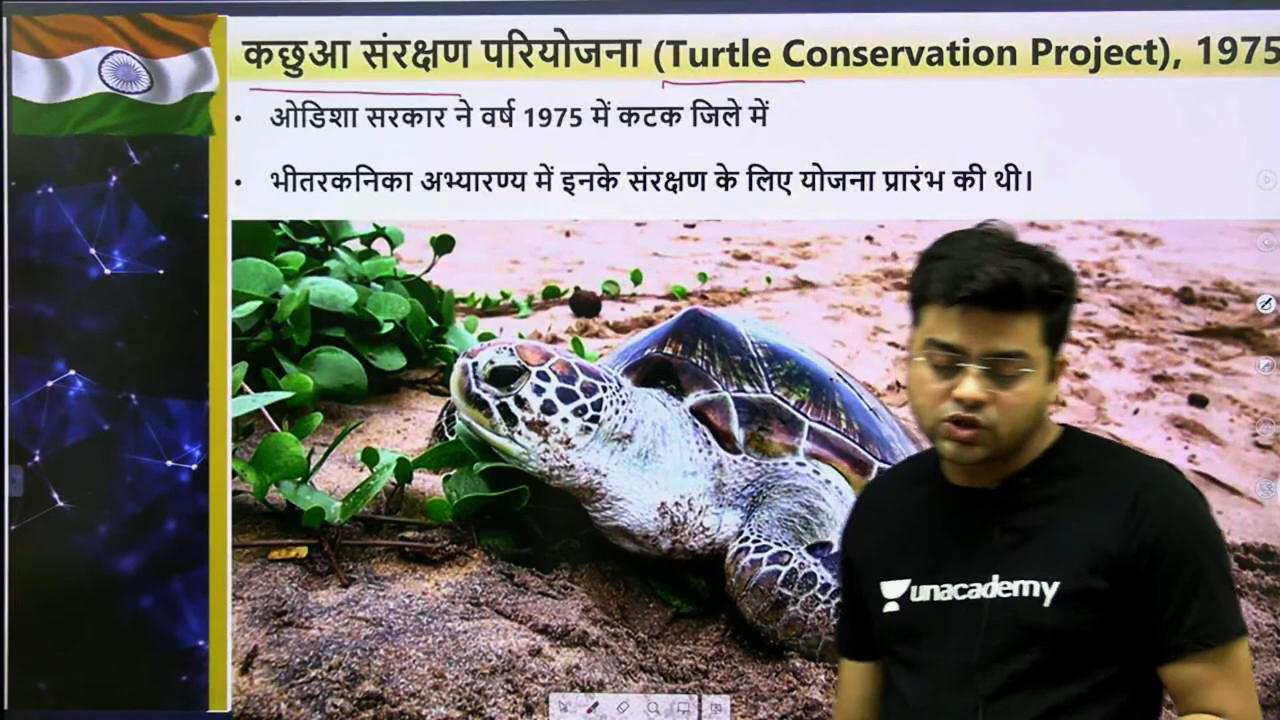 कछुआ संरक्षण परियोजना (Turtle Conservation Project), 1975
• ओडिशा सरकार ने वर्ष 1975 में कटक जिले में
• भीतरकनिका अभ्यारण्य में इनके संरक्षण के लिए योजना प्रारंभ की थी।
unacademy